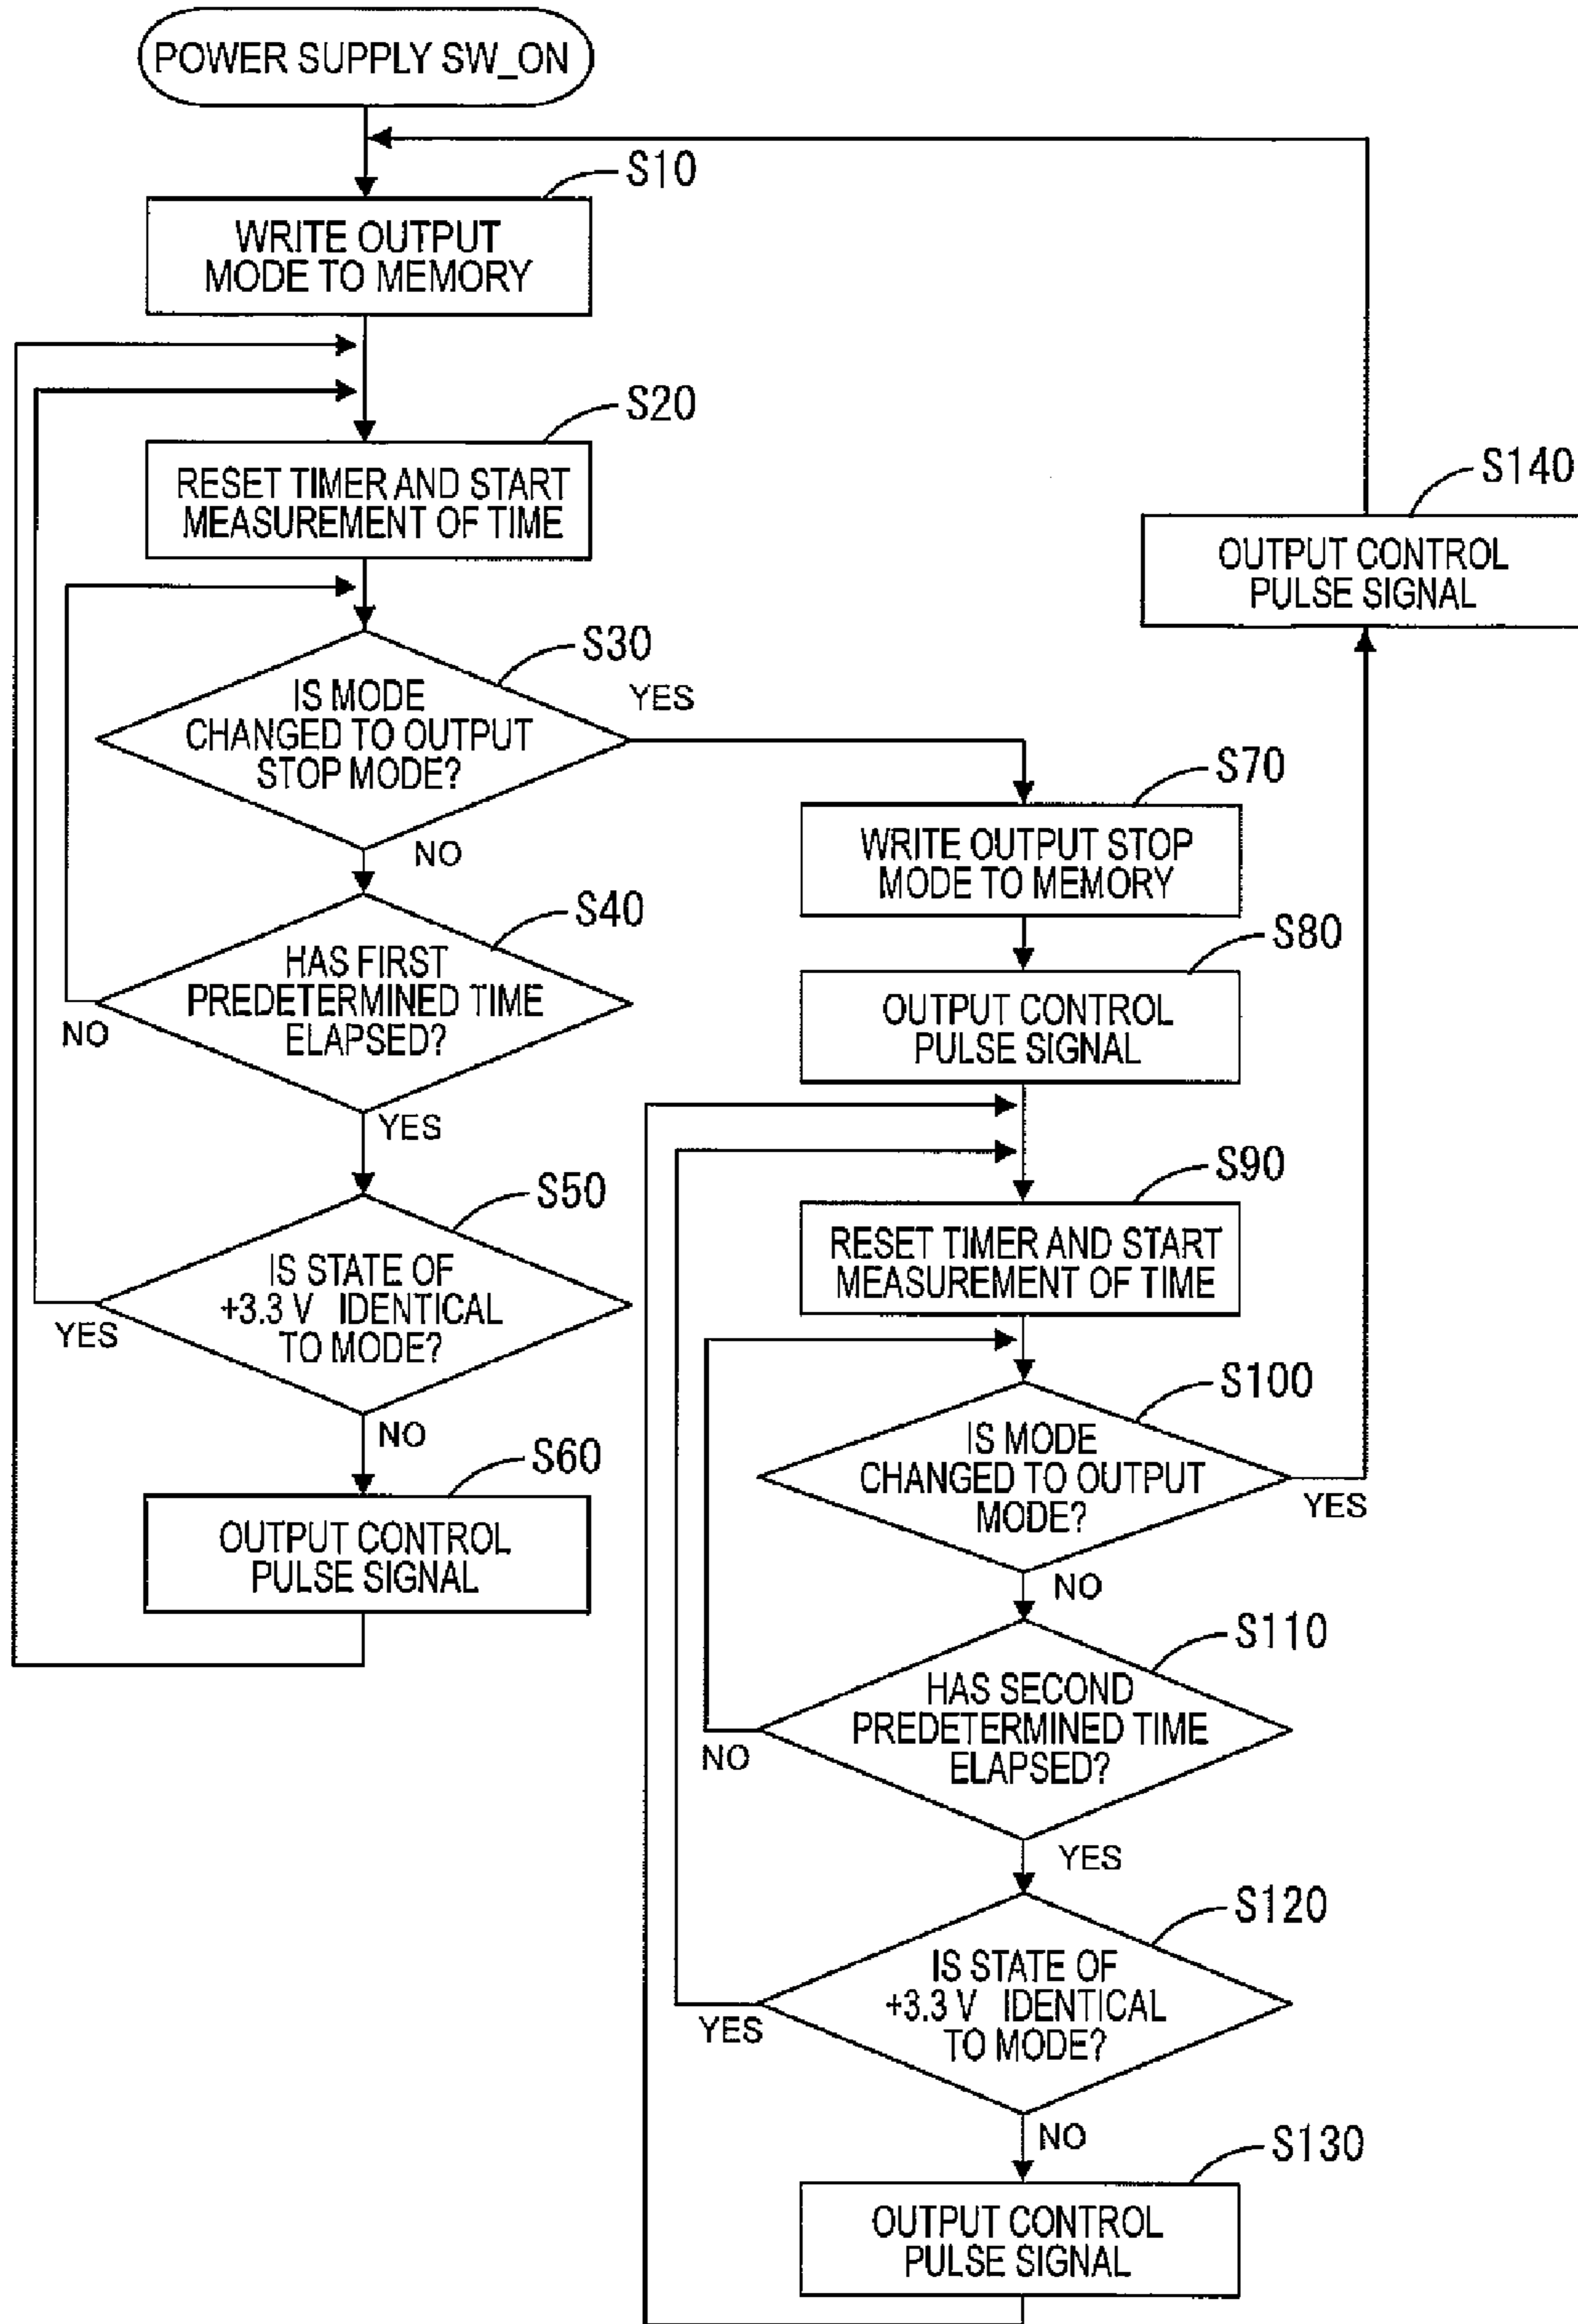 POWER SUPPLY SW_ON
S10
WRITE OUTPUT
MODE TO MEMORY
S20
RESET TIMER AND START
MEASUREMENT OF TIME
S140
OUTPUT CONTROL
PULSE SIGNAL
S30
IS MODE
CHANGED TO OUTPUT
STOP MODE?
YES
NO
S70
WRITE OUTPUT STOP
MODE TO MEMORY
S40
HAS FIRST
PREDETERMINED TIME
ELAPSED?
NO
YES
S80
OUTPUT CONTROL
PULSE SIGNAL
S50
IS STATE OF
+3.3 V IDENTICAL
TO MODE?
YES
NO
S90
RESET TIMER AND START
MEASUREMENT OF TIME
S60
OUTPUT CONTROL
PULSE SIGNAL
S100
IS MODE
CHANGED TO OUTPUT
MODE?
YES
NO
S110
HAS SECOND
PREDETERMINED TIME
ELAPSED?
NO
YES
S120
IS STATE OF
+3.3 V IDENTICAL
TO MODE?
YES
NO
S130
OUTPUT CONTROL
PULSE SIGNAL